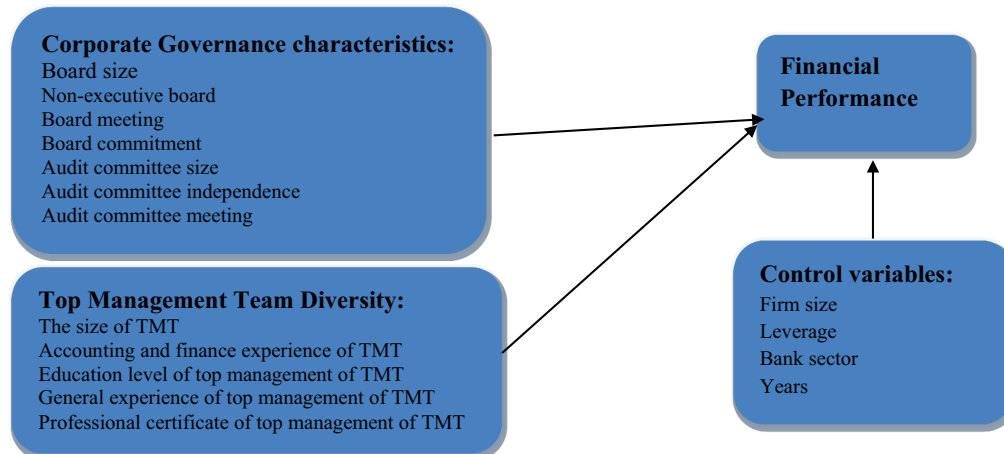 Corporate Governance characteristics:
Board size
Non-executive board
Board meeting
Board commitment
Audit committee size
Audit committee independence
Audit committee meeting
Top Management Team Diversity:
The size of TMT
Accounting and finance experience of TMT
Education level of top management of TMT
General experience of top management of TMT
Professional certificate of top management of TMT
Financial
Performance
Control variables:
Firm size
Leverage
Bank sector
Years